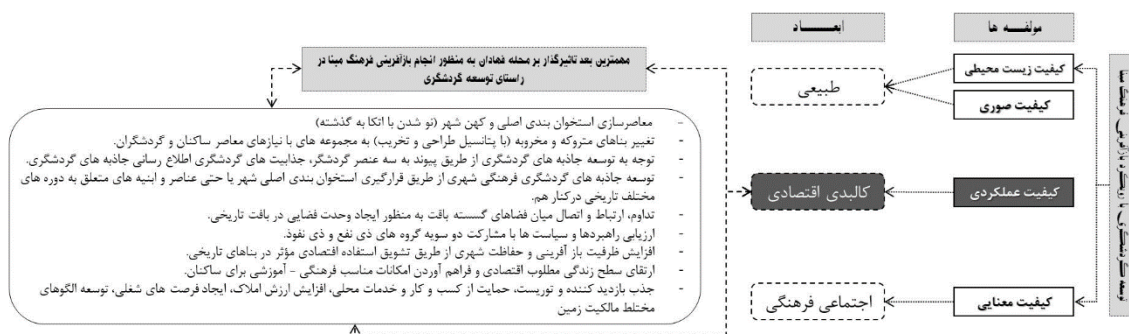 توسعه گردشگری با رویکرد بازآفرینی فرهنگ مبنا
مولفــه ها
ابعـــــاد
کیفیت زیست محیطی
کیفیت صوری
کیفیت عملکردی
کیفیت معنایی
طبیعی
کالبدی اقتصادی
اجتماعی فرهنگی
مهمترین بعد تاثیرگذار بر محله فهادان به منظور انجام بازآفرینی فرهنگ مبنا در
راستای توسعه گردشگری
- معاصرسازی استخوان بندی اصلی و کهن شهر (نو شدن با اتکا به گذشته)
- تغییر بناهای متروکه و مخروبه (با پتانسیل طراحی و تخریب) به مجموعه های با نیازهای معاصر ساکنان و گردشگران.
- توجه به توسعه جاذبه های گردشگری از طریق پیوند به سه عنصر گردشگر، جذابیت های گردشگری اطلاع رسانی جاذبه های گردشگری.
- توسعه جاذبه های گردشگری فرهنگی شهری از طریق قرارگیری استخوان بندی اصلی شهر یا حتی عناصر و ابنیه های متعلق به دوره های
مختلف تاریخی درکنار هم.
- تداوم، ارتباط و اتصال میان فضاهای گسسته بافت به منظور ایجاد وحدت فضایی در بافت تاریخی.
- ارزیابی راهبردها و سیاست ها با مشارکت دو سویه گروه های ذی نفع و ذی نفوذ.
- افزایش ظرفیت باز آفرینی و حفاظت شهری از طریق تشویق استفاده اقتصادی مؤثر در بناهای تاریخی.
- ارتقای سطح زندگی مطلوب اقتصادی و فراهم آوردن امکانات مناسب فرهنگی – آموزشی برای ساکنان.
- جذب بازدید کننده و توریست، حمایت از کسب و کار و خدمات محلی، افزایش ارزش املاک، ایجاد فرصت های شغلی، توسعه الگوهای
مختلط مالکیت زمین